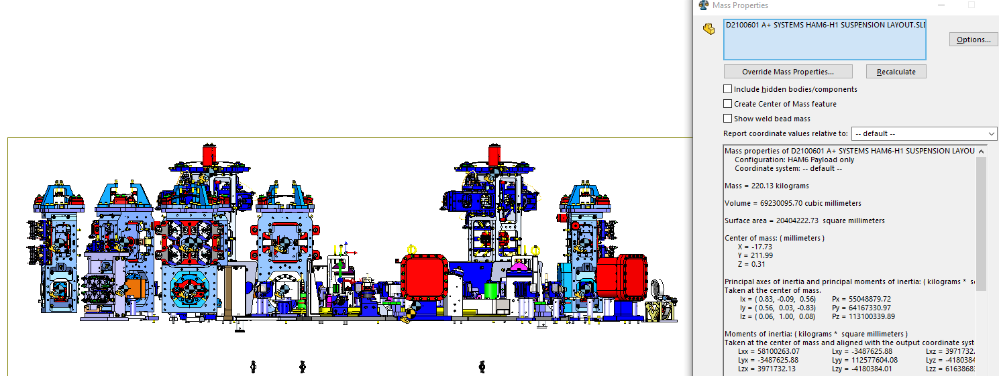 Mass Properties
D2100601 A+ SYSTEMS HAM6-H1 SUSPENSION LAYOUT.SLD
Options...
Override Mass Properties...
Recalculate
Include hidden bodies/components
Create Center of Mass feature
Show weld bead mass
Report coordinate values relative to:
-- default --
Mass properties of D2100601 A+ SYSTEMS HAM6-H1 SUSPENSION LAYOU
Configuration: HAM6 Payload only
Coordinate system: -- default --
Mass = 220.13 kilograms
Volume = 69230095.70 cubic millimeters
Surface area = 20404222.73 square millimeters
Center of mass: ( millimeters )
X = -17.73
Y = 211.99
Z = 0.31
Principal axes of inertia and principal moments of inertia: ( kilograms * s
Taken at the center of mass.
Ix = ( 0.83, -0.09, 0.56) Px = 55048879.72
Iy = ( 0.56, 0.03, -0.83) Py = 64167330.97
Iz = ( 0.06, 1.00, 0.08) Pz = 113100339.89
Moments of inertia: ( kilograms * square millimeters )
Taken at the center of mass and aligned with the output coordinate syst
Lxx = 58100263.07 Lxy = -3487625.88 Lxz = 3971732.
Lyx = -3487625.88 Lyy = 112577604.08 Lyz = -4180384
Lzx = 3971732.13 Lzy = -4180384.01 Lzz = 6163868